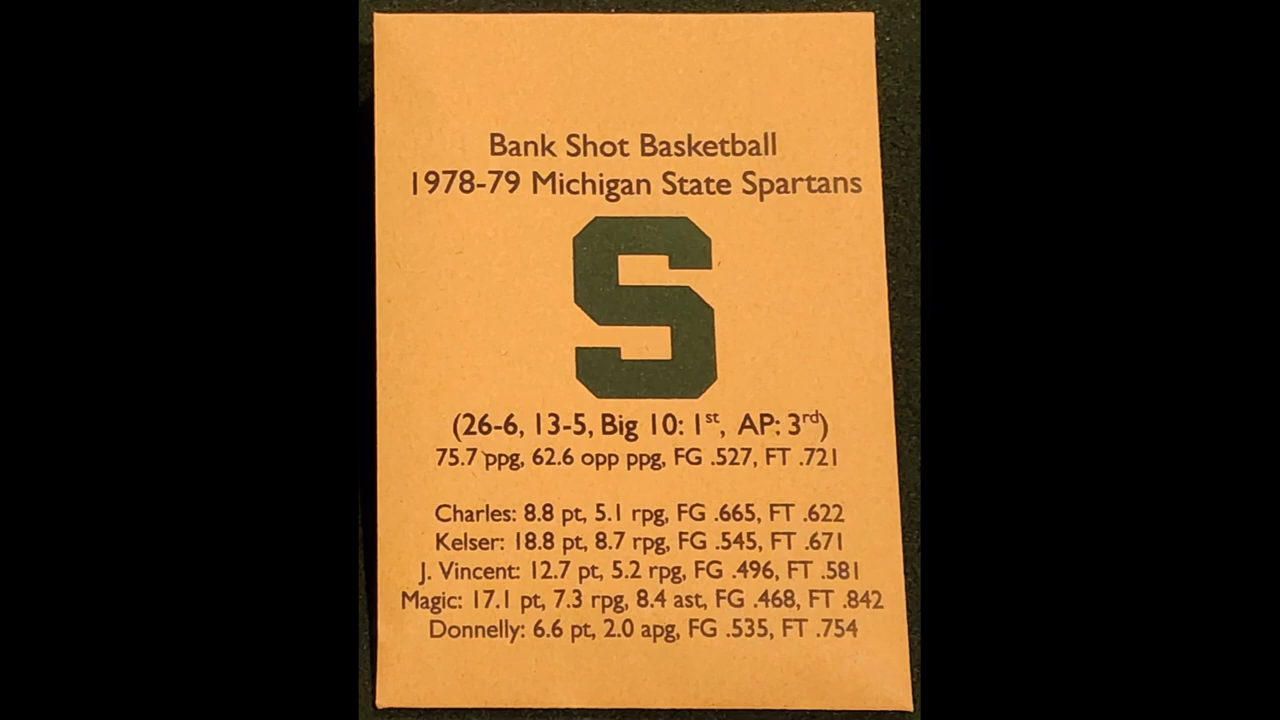 Bank Shot Basketball
1978-79 Michigan State Spartans
S
(26-6, 13-5, Big 10: 1st, AP: 3rd)
75.7 ppg, 62.6 opp ppg, FG .527, FT .721
Charles: 8.8 pt, 5.1 rpg, FG .665, FT .622
Kelser: 18.8 pt, 8.7 rpg, FG .545, FT .671
J. Vincent: 12.7 pt, 5.2 rpg, FG .496, FT .581
Magic: 17.1 pt, 7.3 rpg, 8.4 ast, FG .468, FT .842
Donnelly: 6.6 pt, 2.0 apg, FG .535, FT .754